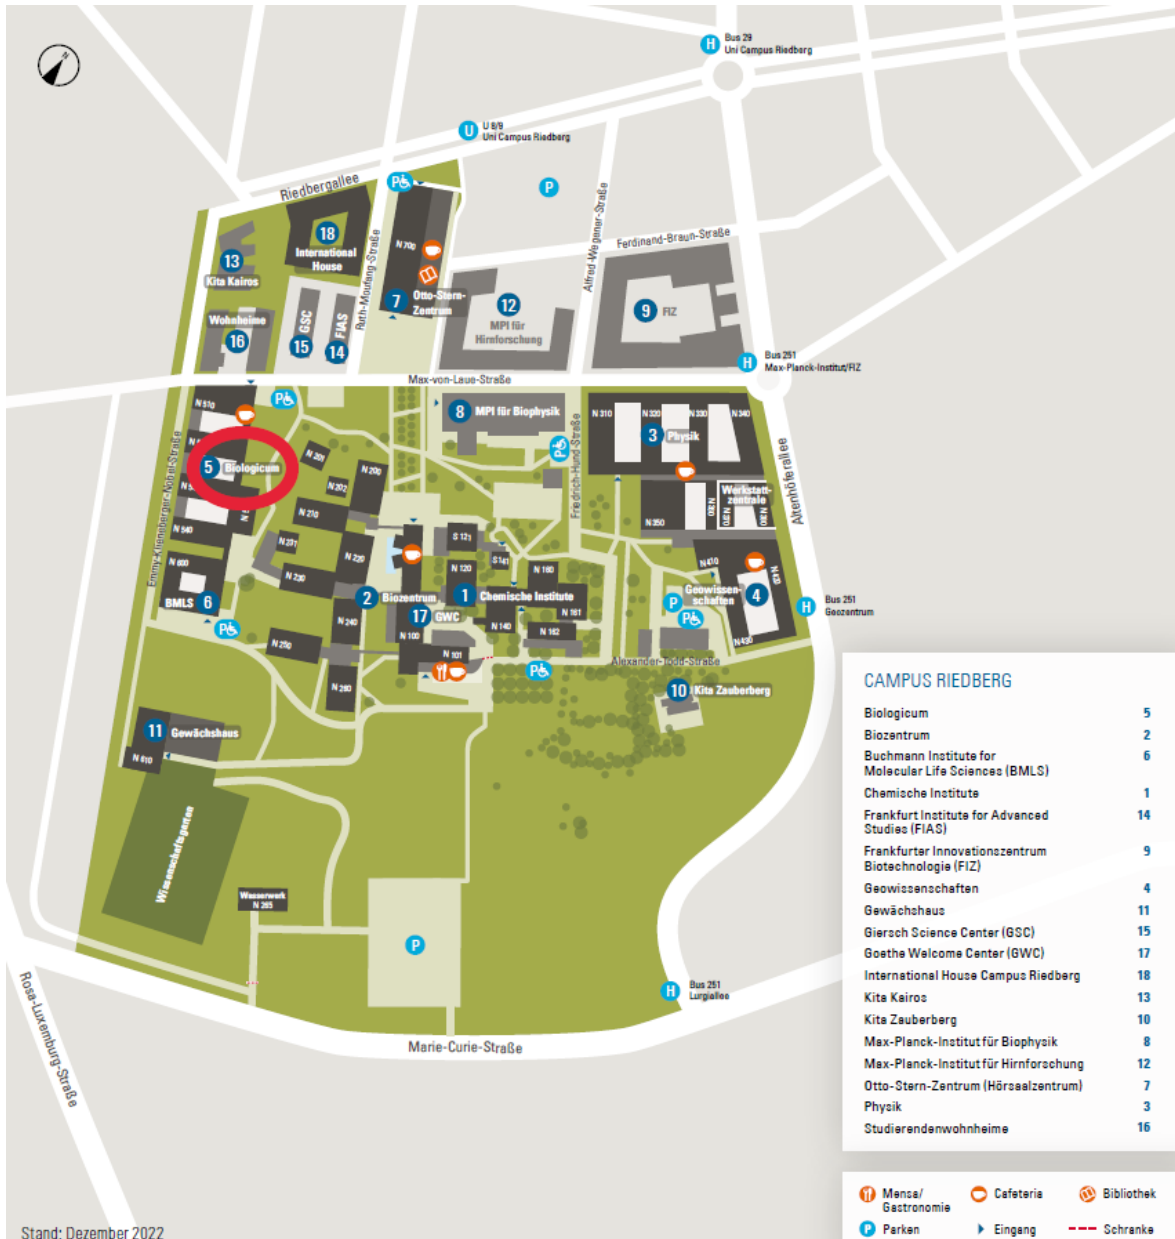 N
Bus 29
Uni Campus Riedberg
U 8/9
Uni Campus Riedberg
Riedbergallee
Ruth-Moufang-Straße
Alfred-Wegener-Straße
Ferdinand-Braun-Straße
18
International
House
13
Kita Kairos
N 700
7
Otto-Stern-
Zentrum
12
MPI für
Hirnforschung
9
FIZ
Wohnheime
16
GSC
15
FIAS
14
Bus 251
Max-Planck-Institut/FIZ
Max-von-Laue-Straße
N 510
8
MPI für Biophysik
N 310
N 320
N 330
N 340
3
Physik
5
Biologicum
N 201
N 202
N 200
Friedrich-Hund-Straße
Altenhöferallee
Werkstatt-
zentrale
N 350
N 210
N 540
N 231
N 220
N 230
S 121
S 141
N 120
N 160
N 410
N 420
N 600
BMLS
6
2
Biozentrum
1
Chemische Institute
Geowissen-
schaften
4
Bus 251
Geozentrum
N 161
17
GWC
N 240
N 100
N 140
N 162
N 430
N 250
N 101
N 260
Alexander-Todd-Straße
10
Kita Zauberberg
11
Gewächshaus
N 610
Wissenschaftsgarten
Wasserwerk
N 265
P
H
Bus 251
Lurgiallee
Rosa-Luxemburg-Straße
Marie-Curie-Straße
CAMPUS RIEDBERG
Biologicum 5
Biozentrum 2
Buchmann Institute for
Molecular Life Sciences (BMLS) 6
Chemische Institute 1
Frankfurt Institute for Advanced
Studies (FIAS) 14
Frankfurter Innovationszentrum
Biotechnologie (FIZ) 9
Geowissenschaften 4
Gewächshaus 11
Giersch Science Center (GSC) 15
Goethe Welcome Center (GWC) 17
International House Campus Riedberg 18
Kita Kairos 13
Kita Zauberberg 10
Max-Planck-Institut für Biophysik 8
Max-Planck-Institut für Hirnforschung 12
Otto-Stern-Zentrum (Hörsaalzentrum) 7
Physik 3
Studierendenwohnheime 16
Mensa/
Gastronomie
Cafeteria
Bibliothek
P Parken
Eingang
Schranke
Stand: Dezember 2022